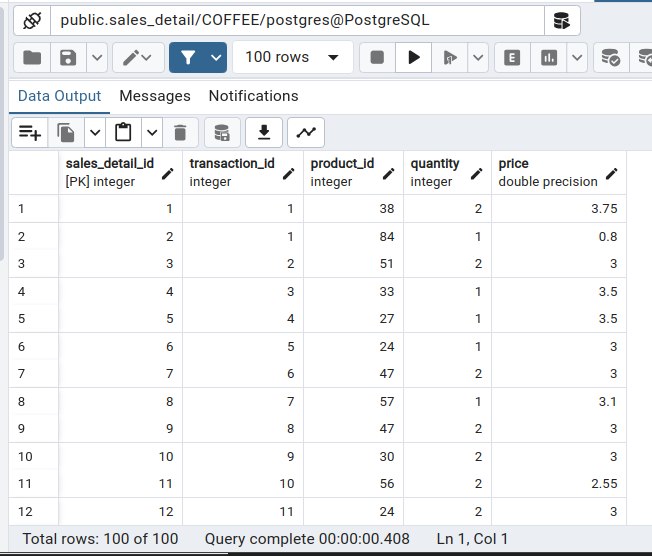 public.sales_detail/COFFEE/postgres@PostgreSQL
100 rows
E
Data Output Messages Notifications
sales_detail_id transaction_id product_id quantity price
[PK] integer integer integer integer double precision
1 1 1 38 2 3.75
2 2 1 84 1 0.8
3 3 2 51 2 3
4 4 3 33 1 3.5
5 5 4 27 1 3.5
6 6 5 24 1 3
7 7 6 47 2 3
8 8 7 57 1 3.1
9 9 8 47 2 3
10 10 9 30 2 3
11 11 10 56 2 2.55
12 12 11 24 2 3
Total rows: 100 of 100 Query complete 00:00:00.408 Ln 1, Col 1